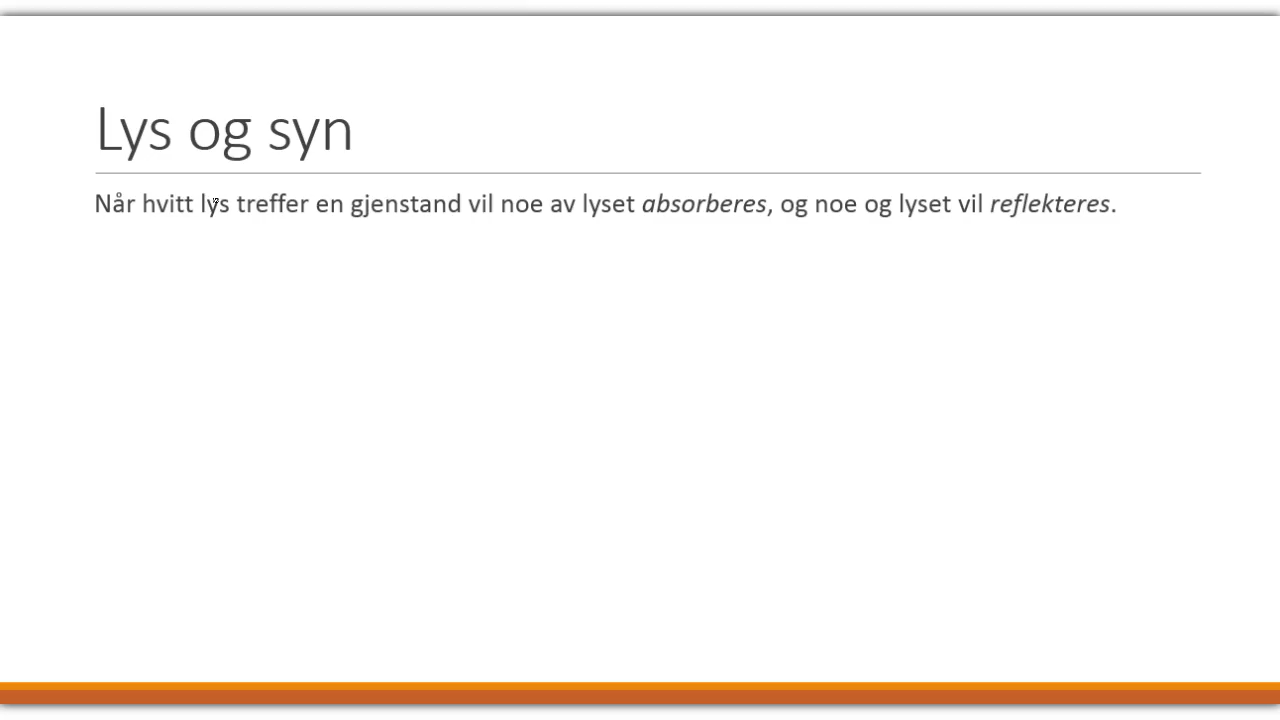 Lys og syn
Når hvitt lys treffer en gjenstand vil noe av lyset absorberes, og noe og lyset vil reflekteres.